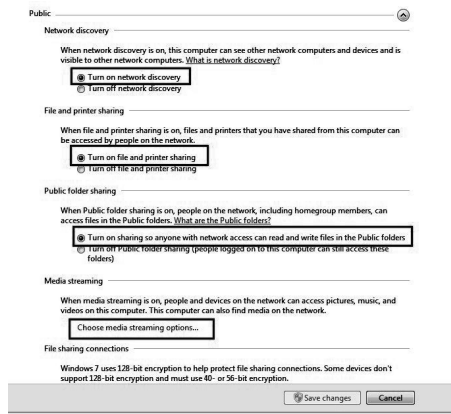 Public
Network discovery
When network discovery is on, this computer can see other network computers and devices and is
visible to other network computers. What is network discovery?
Turn on network discovery
Turn off network discovery
File and printer sharing
When file and printer sharing is on, files and printers that you have shared from this computer can
be accessed by people on the network.
Turn on file and printer sharing
Turn off file and printer sharing
Public folder sharing
When Public folder sharing is on, people on the network, including homegroup members, can
access files in the Public folders. What are the Public folders?
Turn on sharing so anyone with network access can read and write files in the Public folders
Turn off Public folder sharing (people logged on to this computer can still access these
folders)
Media streaming
When media streaming is on, people and devices on the network can access pictures, music, and
videos on this computer. This computer can also find media on the network.
Choose media streaming options...
File sharing connections
Windows 7 uses 128-bit encryption to help protect file sharing connections. Some devices don't
support 128-bit encryption and must use 40- or 56-bit encryption.
Save changes Cancel